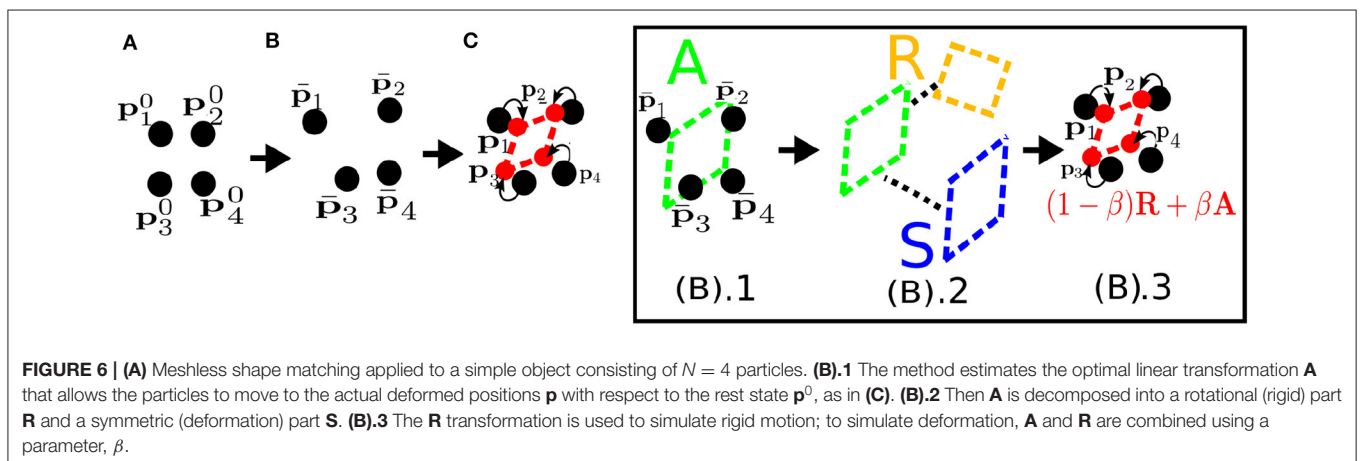 A
B
C
p₁⁰ p₂⁰
p₃⁰ p₄⁰
p̄₁ p̄₂
p̄₃ p̄₄
p₂
p₁
p₃ p₄
A
p̄₁ p̄₂
p̄₃ p̄₄
(B).1
R
S
(B).2
p₂
p₁ p₄
p₃
(1 − β)R + βA
(B).3
FIGURE 6 | (A) Meshless shape matching applied to a simple object consisting of N = 4 particles. (B).1 The method estimates the optimal linear transformation A
that allows the particles to move to the actual deformed positions p with respect to the rest state p⁰, as in (C). (B).2 Then A is decomposed into a rotational (rigid) part
R and a symmetric (deformation) part S. (B).3 The R transformation is used to simulate rigid motion; to simulate deformation, A and R are combined using a
parameter, β.